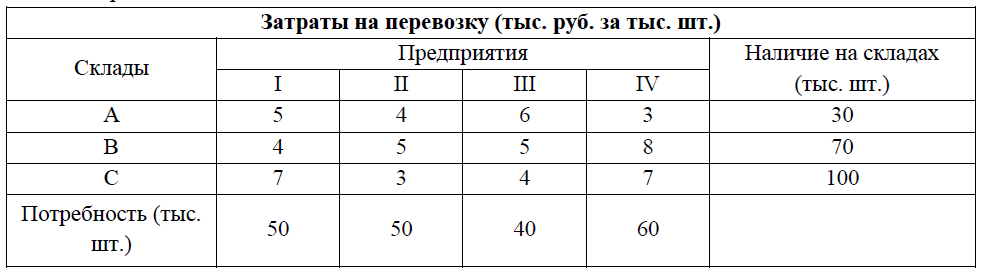 Затраты на перевозку (тыс. руб. за тыс. шт.)
Склады Предприятия Наличие на складах (тыс. шт.)
I II III IV
A 5 4 6 3 30
B 4 5 5 8 70
C 7 3 4 7 100
Потребность (тыс. шт.) 50 50 40 60